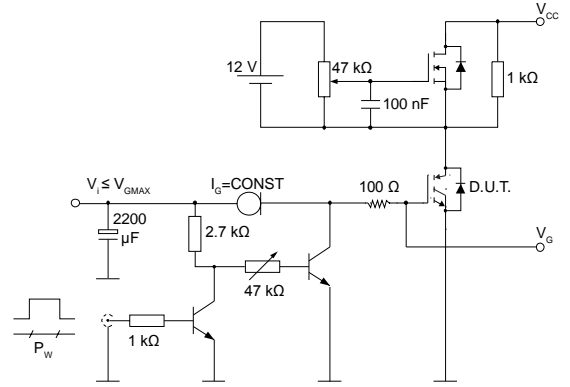 V_CC
12 V
47 kΩ
1 kΩ
100 nF
V_i ≤ V_GMAX
I_G=CONST
100 Ω
D.U.T.
2200 µF
2.7 kΩ
V_G
47 kΩ
1 kΩ
P_W